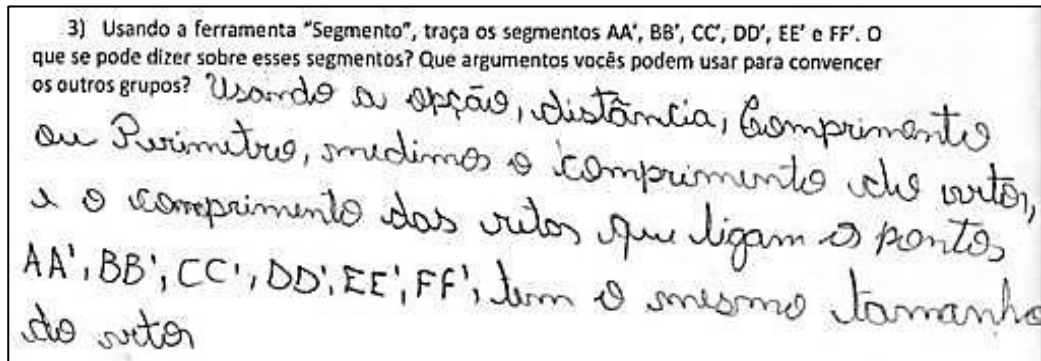 3) Usando a ferramenta "Segmento", traça os segmentos AA', BB', CC', DD', EE' e FF'. O
que se pode dizer sobre esses segmentos? Que argumentos vocês podem usar para convencer
os outros grupos? Usando a opção, distância, Comprimento
ou Perimetro, medimos o comprimento do vetor,
e o comprimento das retas que ligam os pontos
AA', BB', CC', DD', EE', FF', tem o mesmo tamanho
do vetor